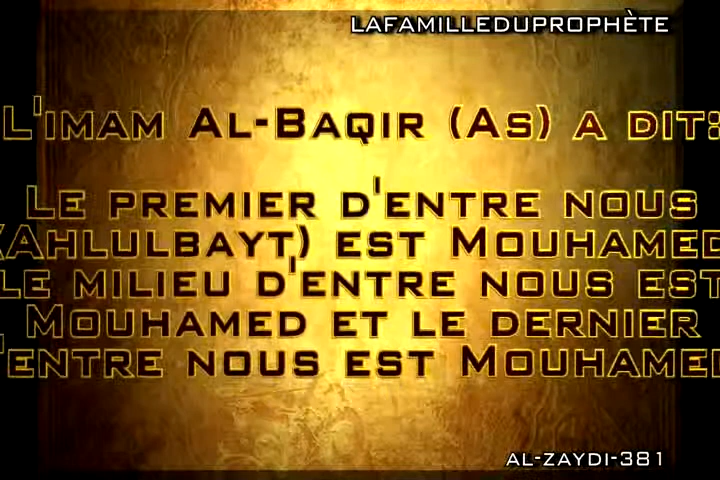 LAFAMILLEDUPROPHÈTE
L'IMAM AL-BAQIR (AS) A DIT:
LE PREMIER D'ENTRE NOUS
(AHLULBAYT) EST MOUHAMED
LE MILIEU D'ENTRE NOUS EST
MOUHAMED ET LE DERNIER
'ENTRE NOUS EST MOUHAMED
AL-ZAYDI-381